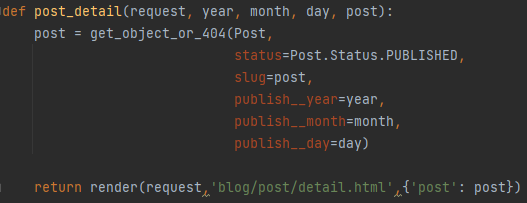 def post_detail(request, year, month, day, post):
    post = get_object_or_404(Post,
                             status=Post.Status.PUBLISHED,
                             slug=post,
                             publish__year=year,
                             publish__month=month,
                             publish__day=day)
    return render(request,'blog/post/detail.html',{'post': post})